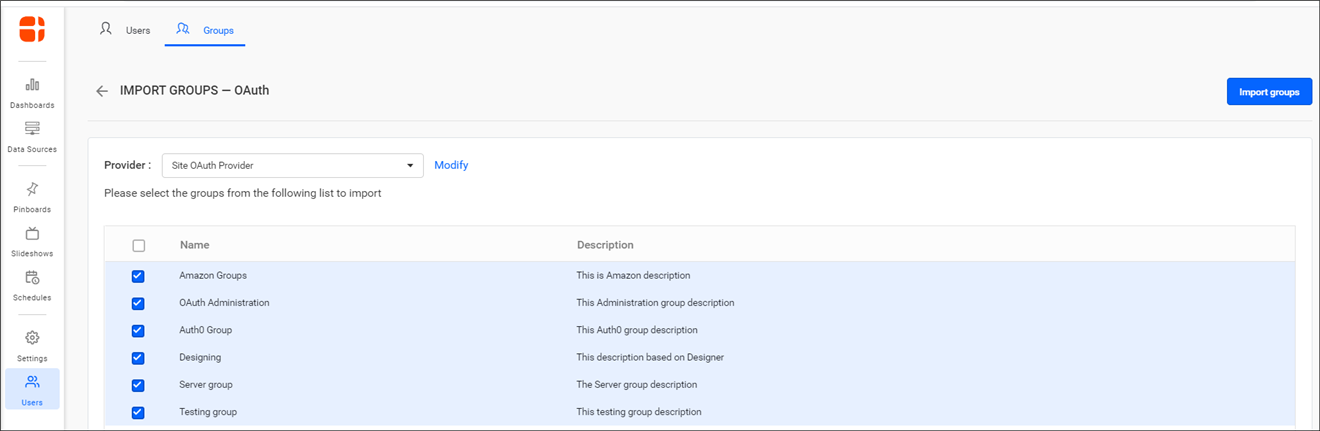 Users
Groups
IMPORT GROUPS — OAuth
Import groups
Dashboards
Data Sources
Pinboards
Slideshows
Schedules
Settings
Users
Provider : Site OAuth Provider Modify
Please select the groups from the following list to import
Name Description
Amazon Groups This is Amazon description
OAuth Administration This Administration group description
Auth0 Group This Auth0 group description
Designing This description based on Designer
Server group The Server group description
Testing group This testing group description